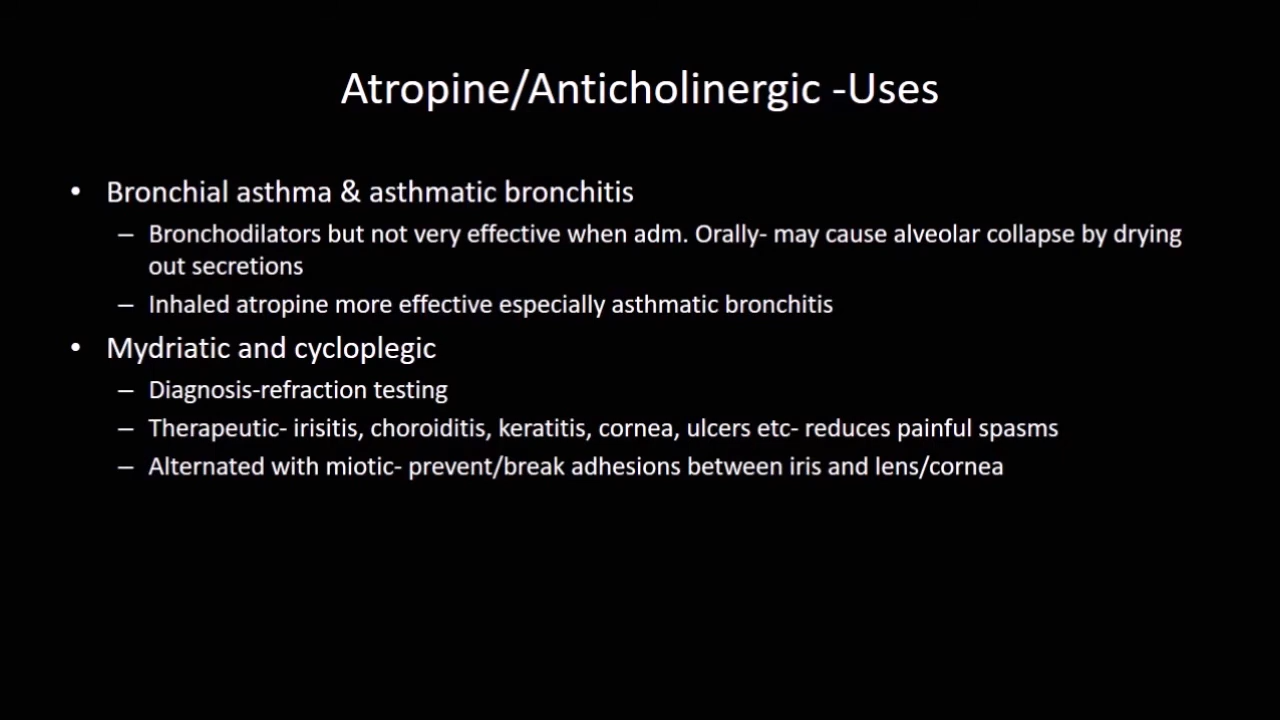 Atropine/Anticholinergic -Uses
• Bronchial asthma & asthmatic bronchitis
– Bronchodilators but not very effective when adm. Orally- may cause alveolar collapse by drying
out secretions
– Inhaled atropine more effective especially asthmatic bronchitis
• Mydriatic and cycloplegic
– Diagnosis-refraction testing
– Therapeutic- irisitis, choroiditis, keratitis, cornea, ulcers etc- reduces painful spasms
– Alternated with miotic- prevent/break adhesions between iris and lens/cornea